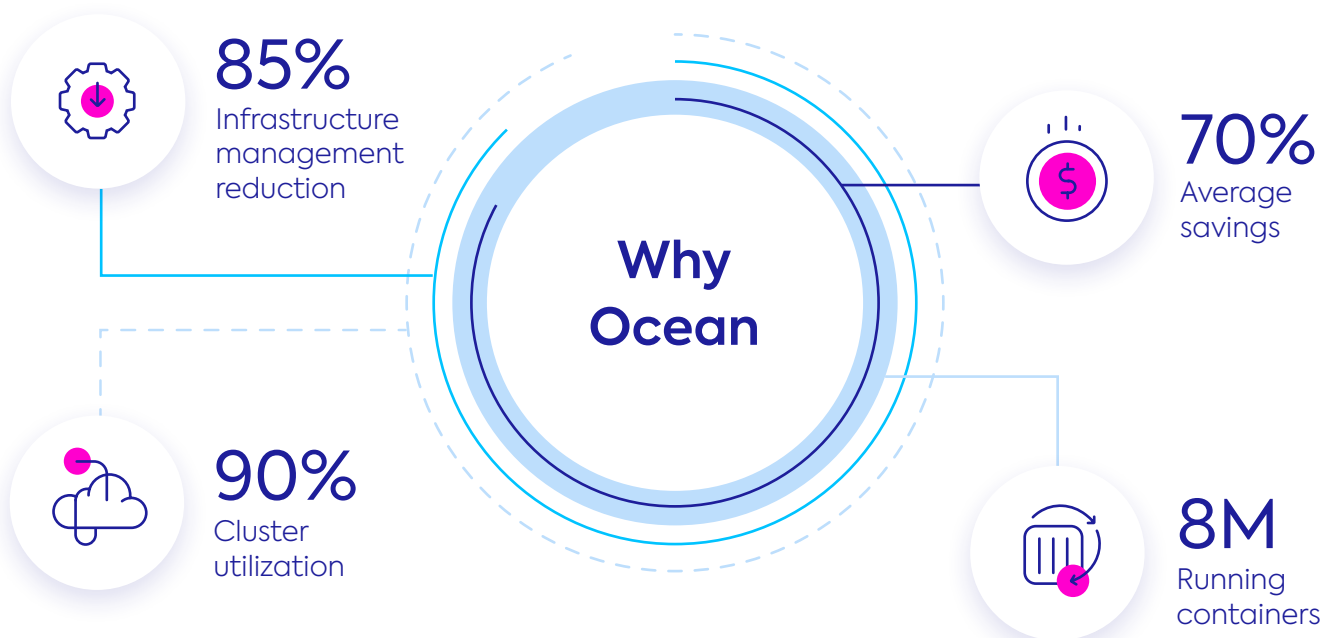 85%
Infrastructure
management
reduction
70%
Average
savings
Why
Ocean
90%
Cluster
utilization
8M
Running
containers